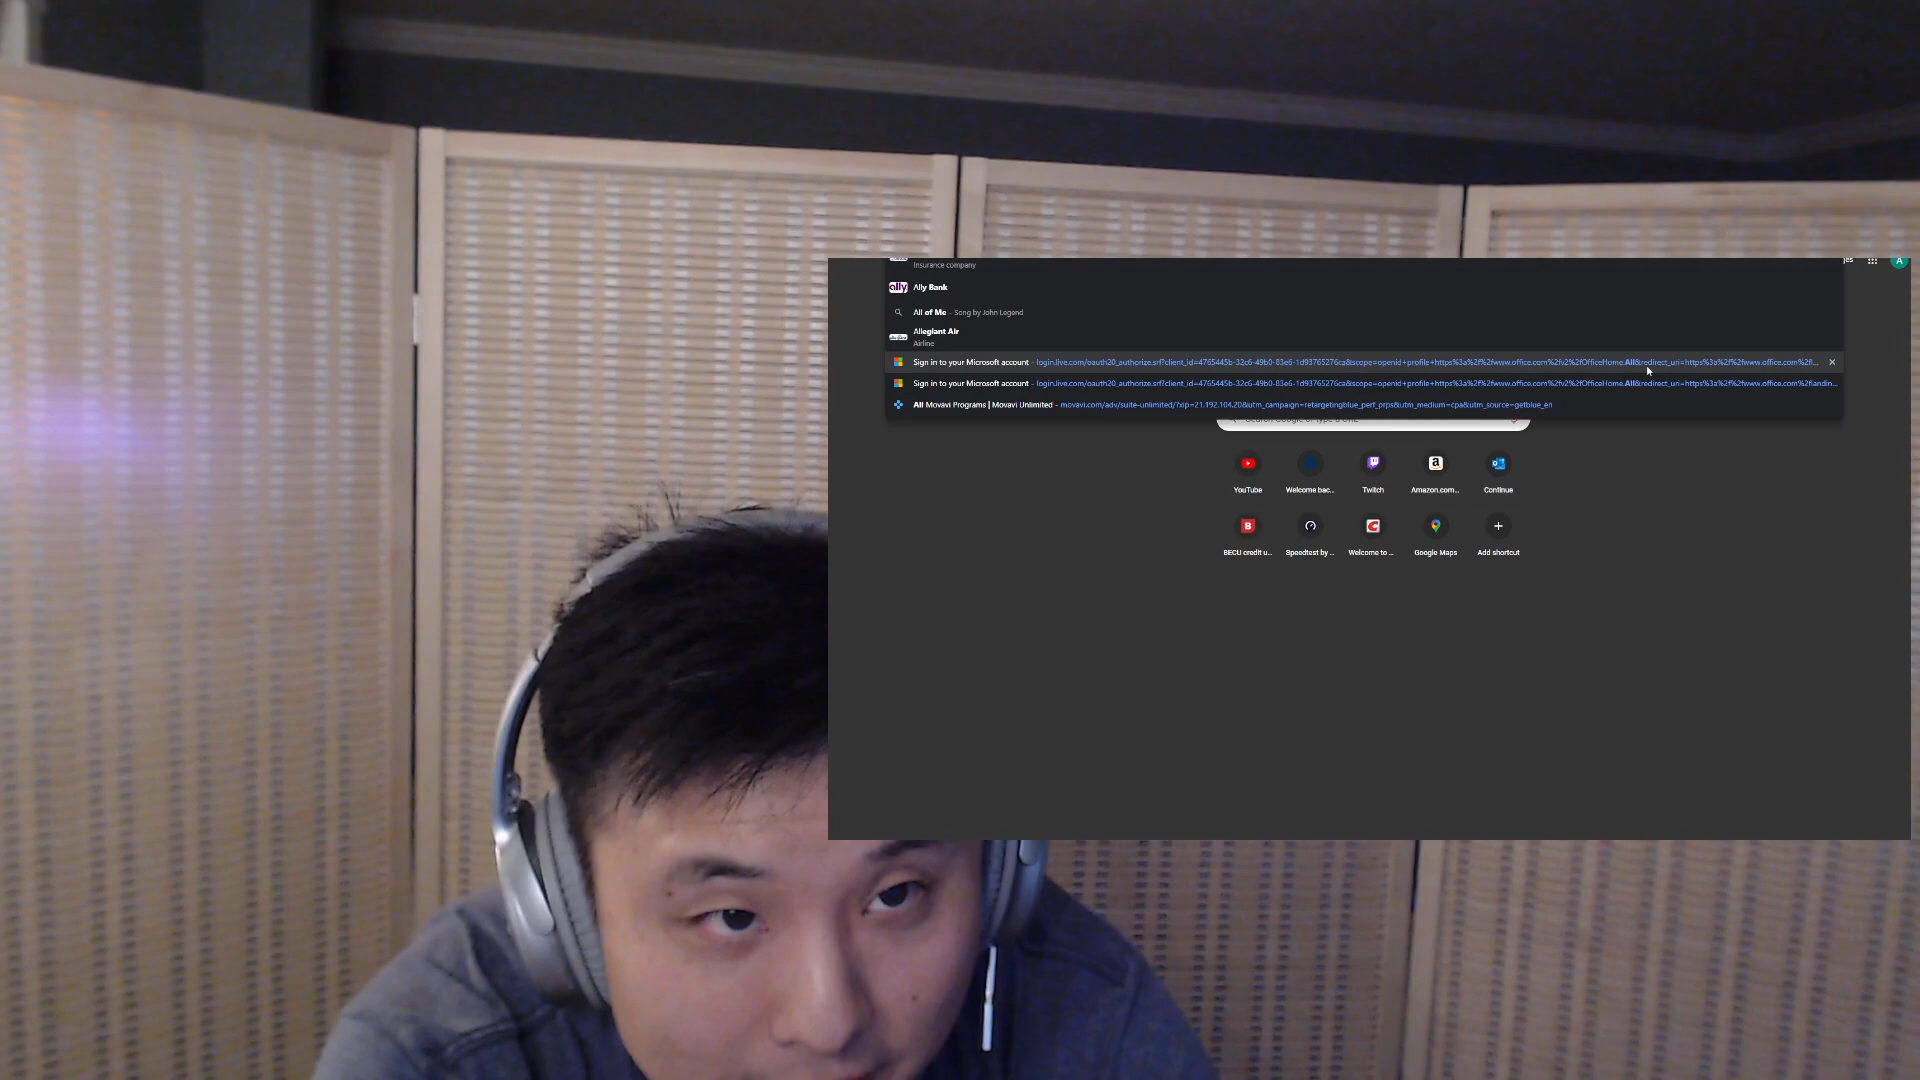 Insurance company
ally Ally Bank
All of Me - Song by John Legend
Allegiant Air
Airline
Sign in to your Microsoft account - login.live.com/oauth20_authorize.srf?client_id=4765445b-32c6-49b0-83e6-1d93765276ca&scope=openid+profile+https%3a%2f%2fwww.office.com%2fv2%2fOfficeHome.All&redirect_uri=https%3a%2f%2fwww.office.com%2fl...
Sign in to your Microsoft account - login.live.com/oauth20_authorize.srf?client_id=4765445b-32c6-49b0-83e6-1d93765276ca&scope=openid+profile+https%3a%2f%2fwww.office.com%2fv2%2fOfficeHome.All&redirect_uri=https%3a%2f%2fwww.office.com%2flandin...
All Movavi Programs | Movavi Unlimited - movavi.com/adv/suite-unlimited/?xip=21.192.104.20&utm_campaign=retargetingblue_perf_prps&utm_medium=cpa&utm_source=getblue_en
A
YouTube
Welcome bac...
Twitch
Amazon.com...
Continue
B
BECU credit u...
Speedtest by ...
Welcome to ...
Google Maps
Add shortcut